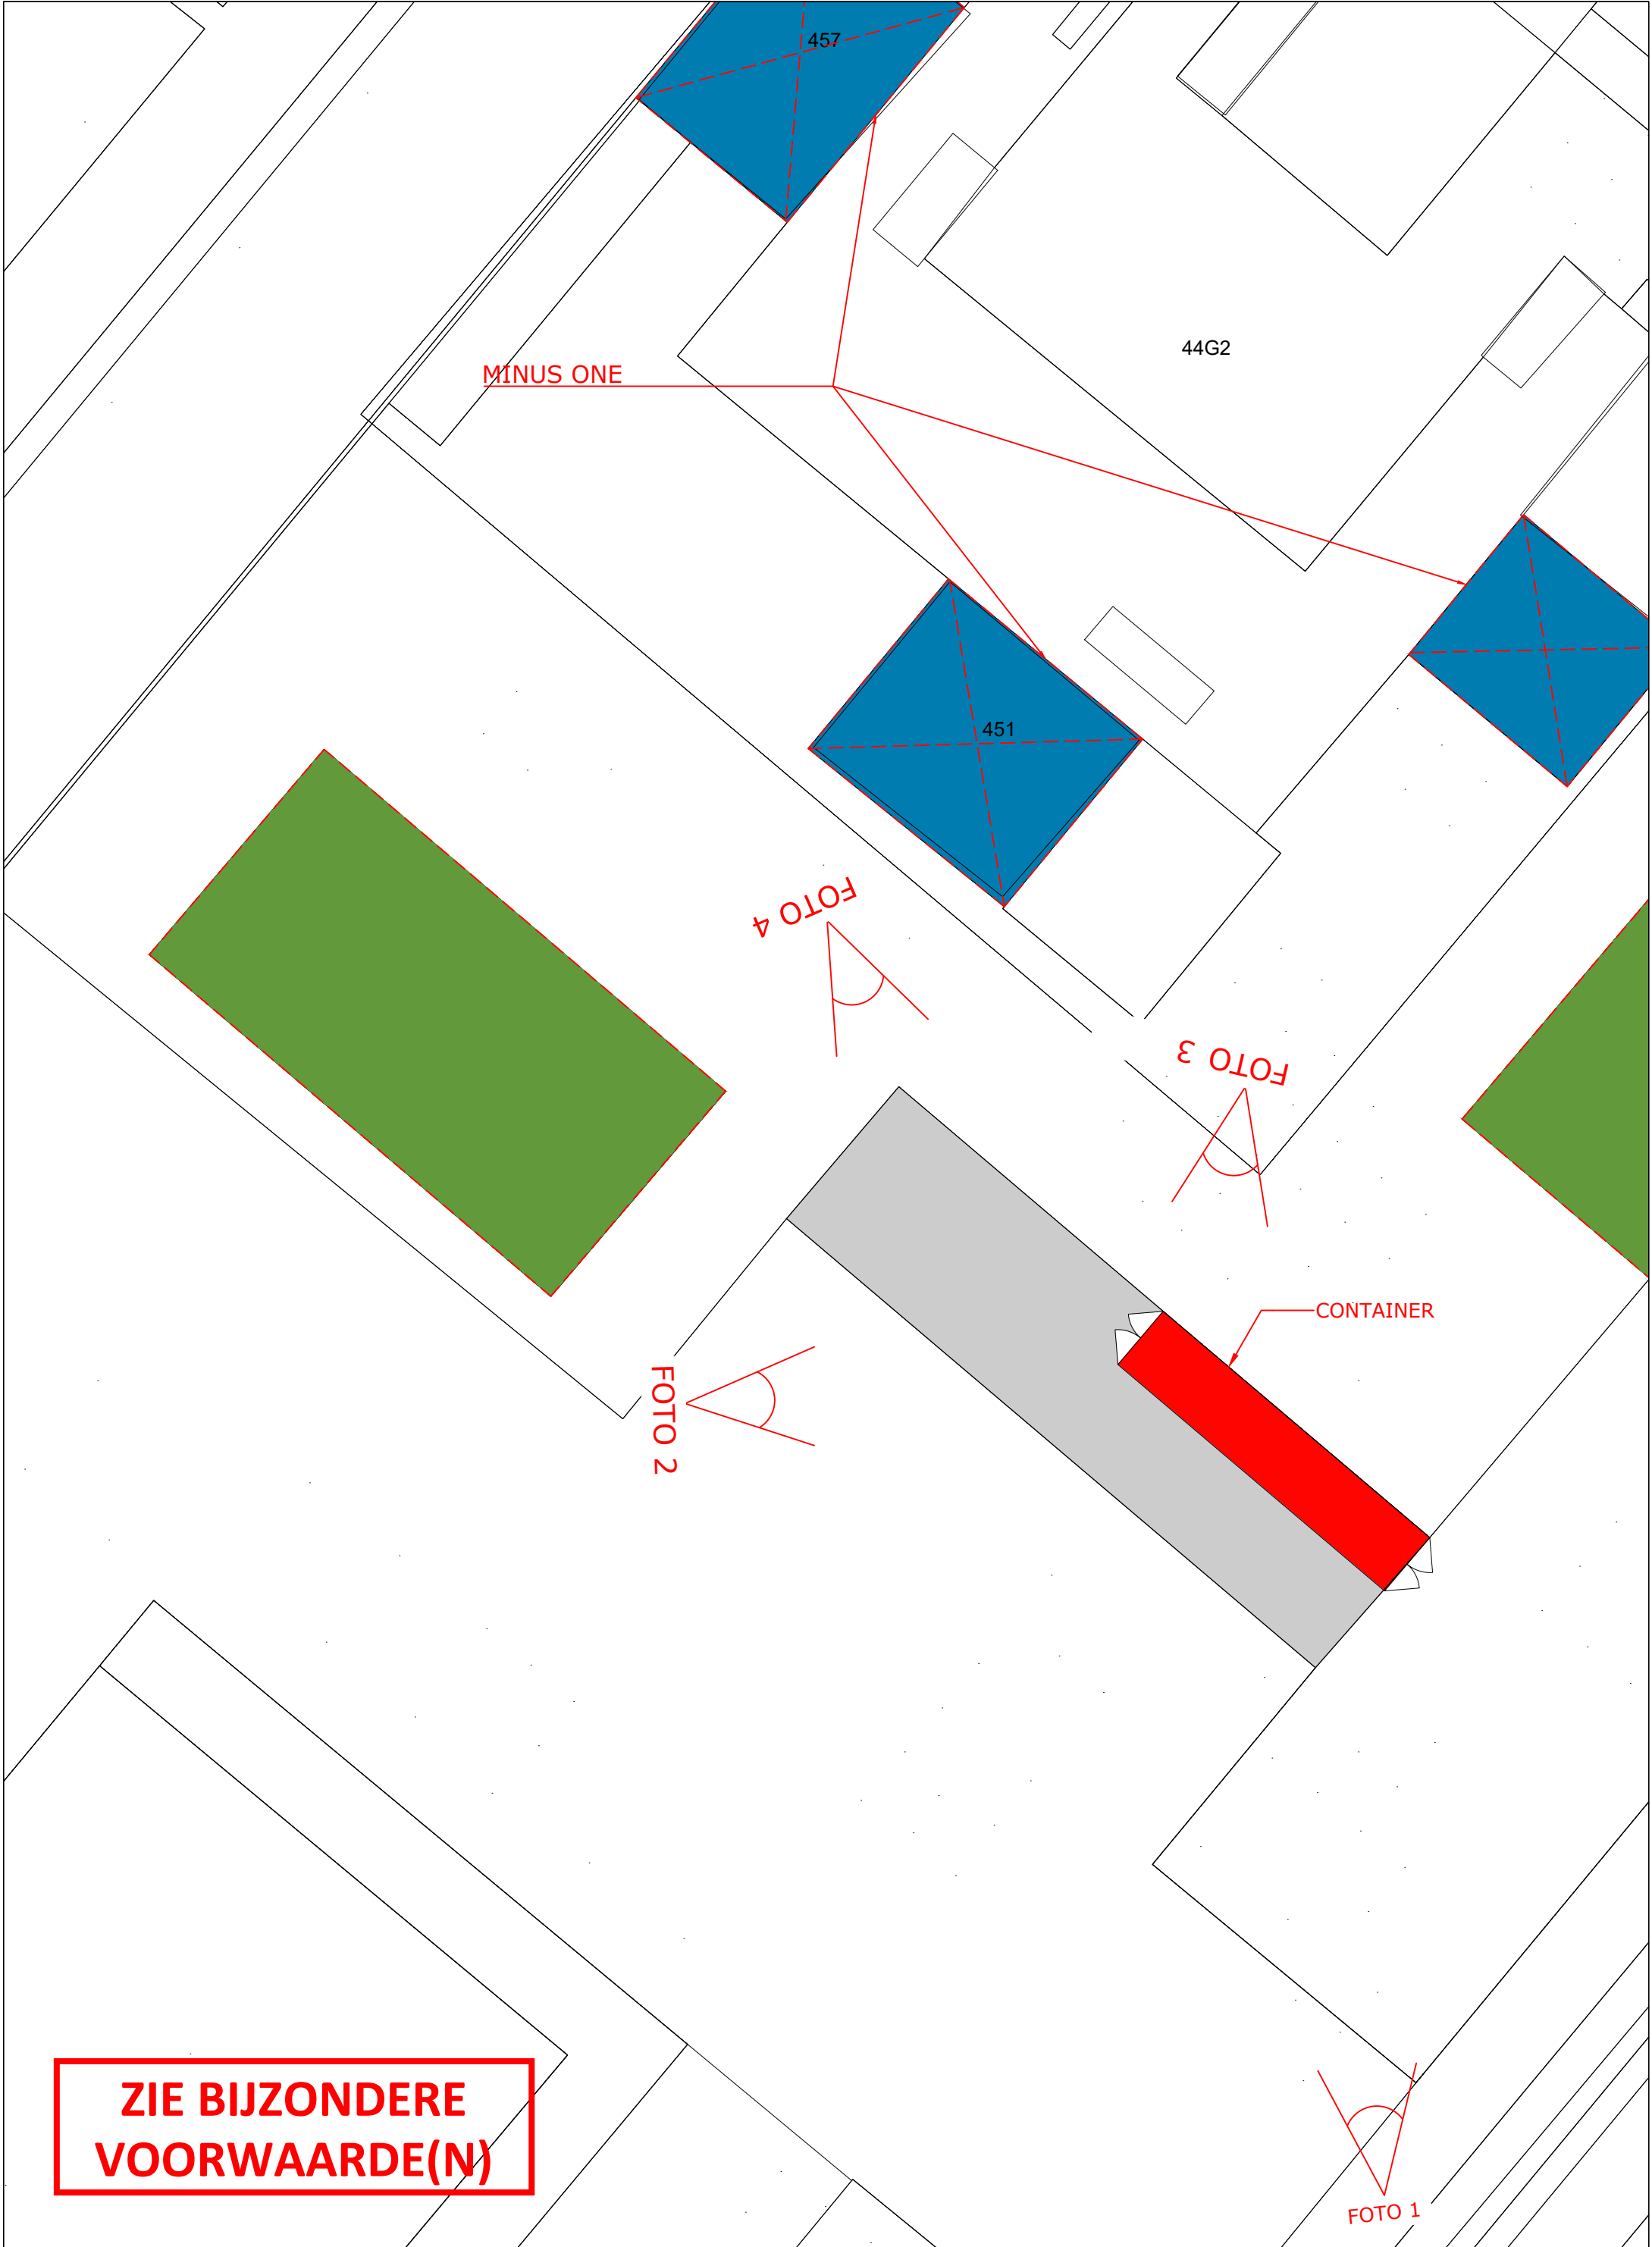 457
44G2
MINUS ONE
451
FOTO 4
FOTO 3
CONTAINER
FOTO 2
ZIE BIJZONDERE
VOORWAARDE(N)
FOTO 1